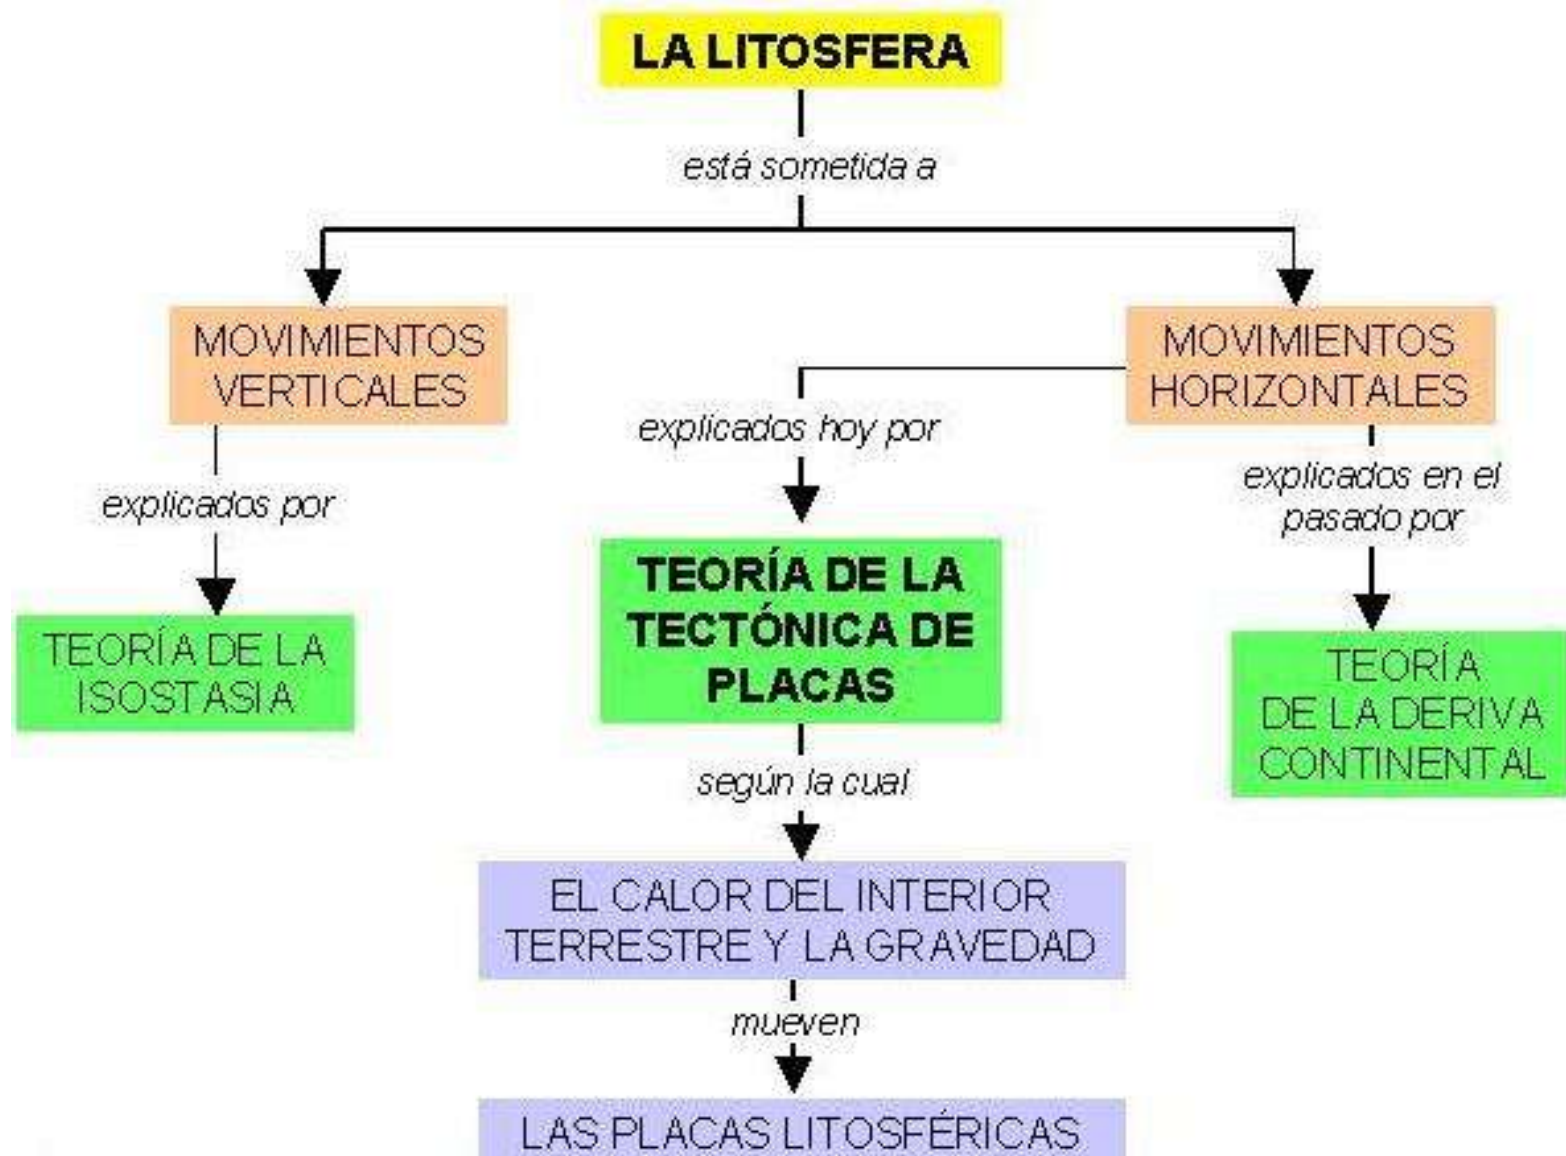 LA LITOSFERA
está sometida a
MOVIMIENTOS
VERTICALES
explicados por
TEORÍA DE LA
ISOSTASIA
MOVIMIENTOS
HORIZONTALES
explicados hoy por
TEORÍA DE LA
TECTÓNICA DE
PLACAS
según la cual
EL CALOR DEL INTERIOR
TERRESTRE Y LA GRAVEDAD
mueven
LAS PLACAS LITOSFÉRICAS
explicados en el
pasado por
TEORÍA
DE LA DERIVA
CONTINENTAL